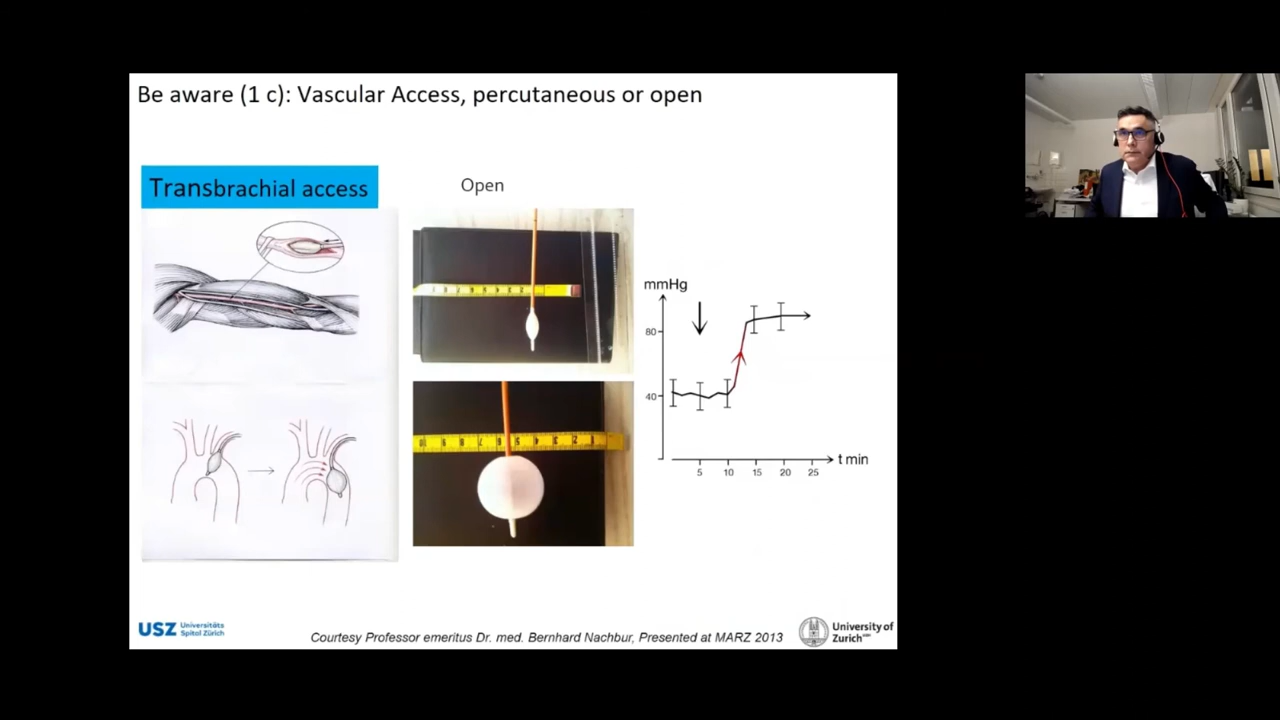 Be aware (1 c): Vascular Access, percutaneous or open
Transbrachial access
Open
mmHg
80
40
5
10
15
20
25
t min
USZ Universitäts
Spital Zürich
Courtesy Professor emeritus Dr. med. Bernhard Nachbur, Presented at MARZ 2013
University of
Zurich